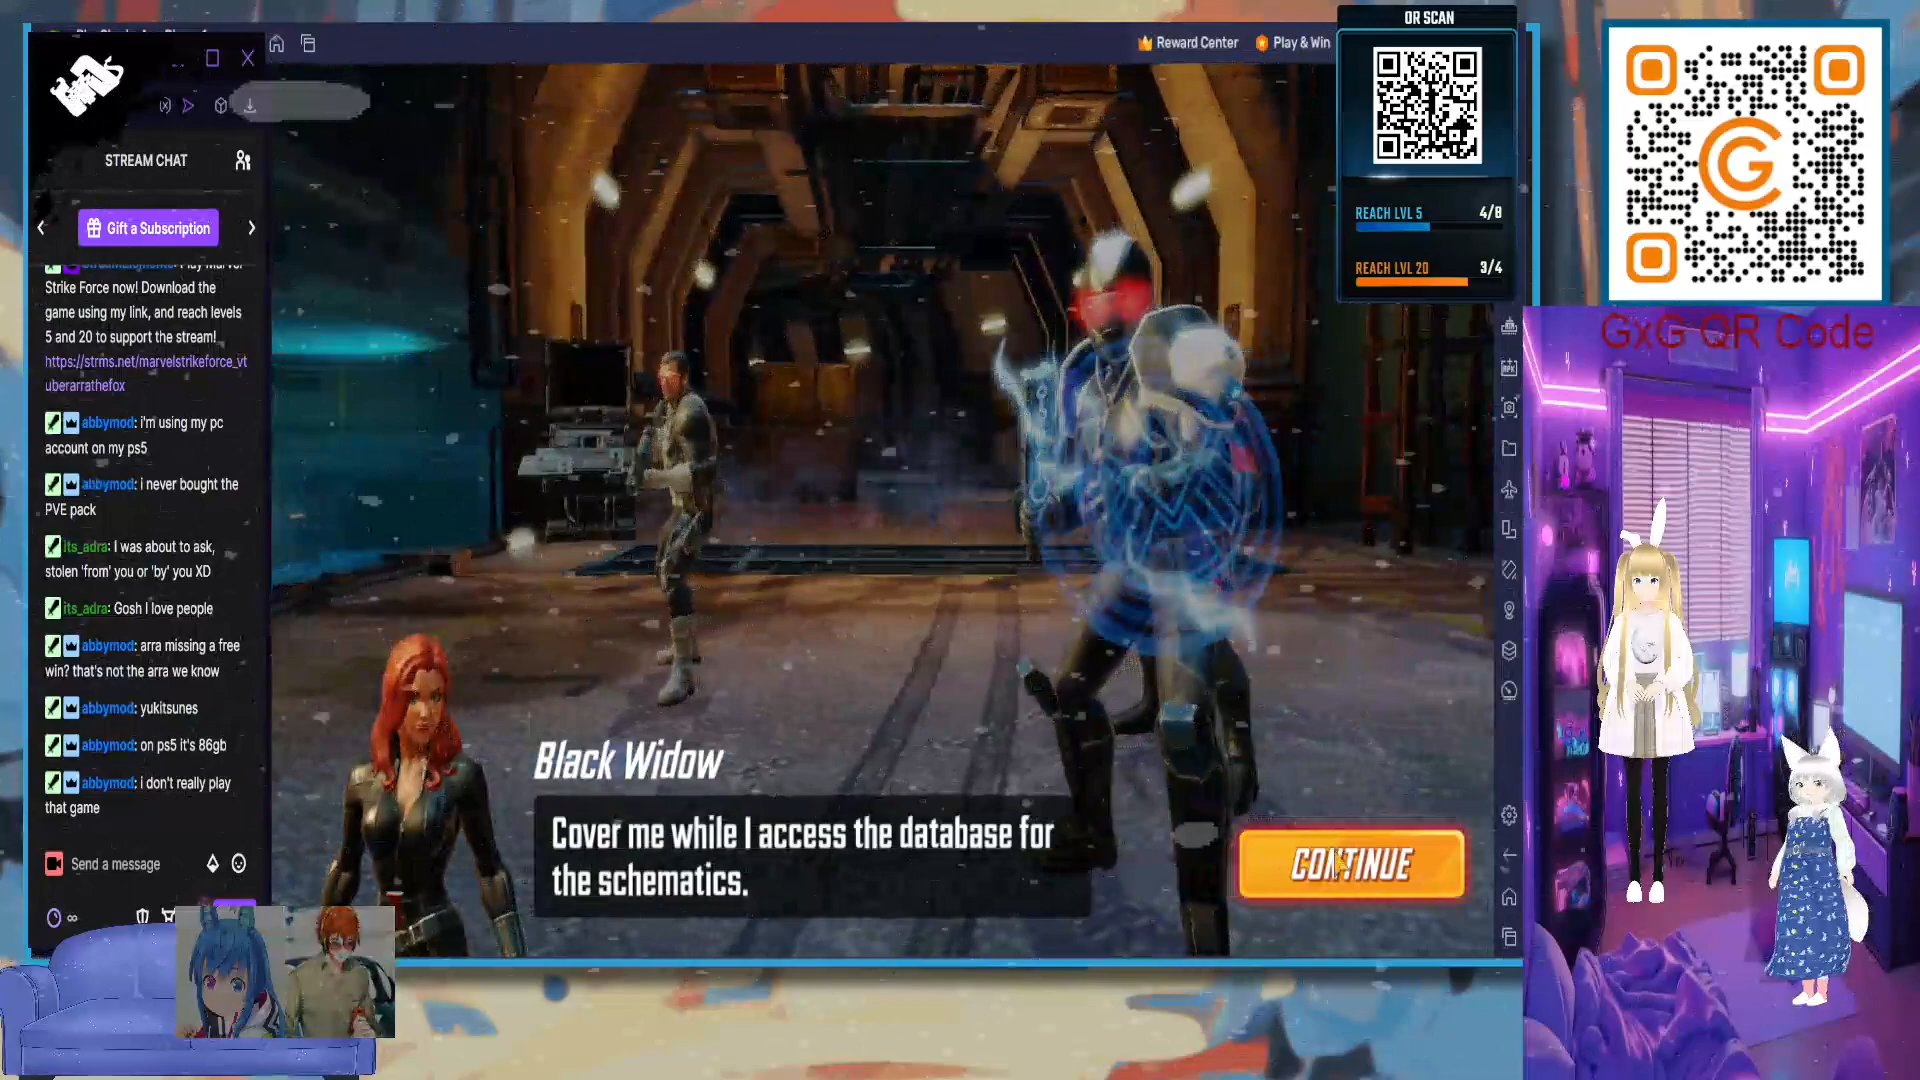 Reward Center
Play & Win
OR SCAN
STREAM CHAT
Gift a Subscription
Strike Force now! Download the
game using my link, and reach levels
5 and 20 to support the stream!
https://strms.net/marvelstrikeforce_vt
uberarrathefox
abbymod: i'm using my pc
account on my ps5
abbymod: i never bought the
PVE pack
its_adra: I was about to ask,
stolen 'from' you or 'by' you XD
its_adra: Gosh I love people
abbymod: arra missing a free
win? that's not the arra we know
abbymod: yukitsunes
abbymod: on ps5 it's 86gb
abbymod: i don't really play
that game
Send a message
REACH LVL 5 4/8
REACH LVL 20 3/4
GxG QR Code
Black Widow
Cover me while I access the database for
the schematics.
CONTINUE